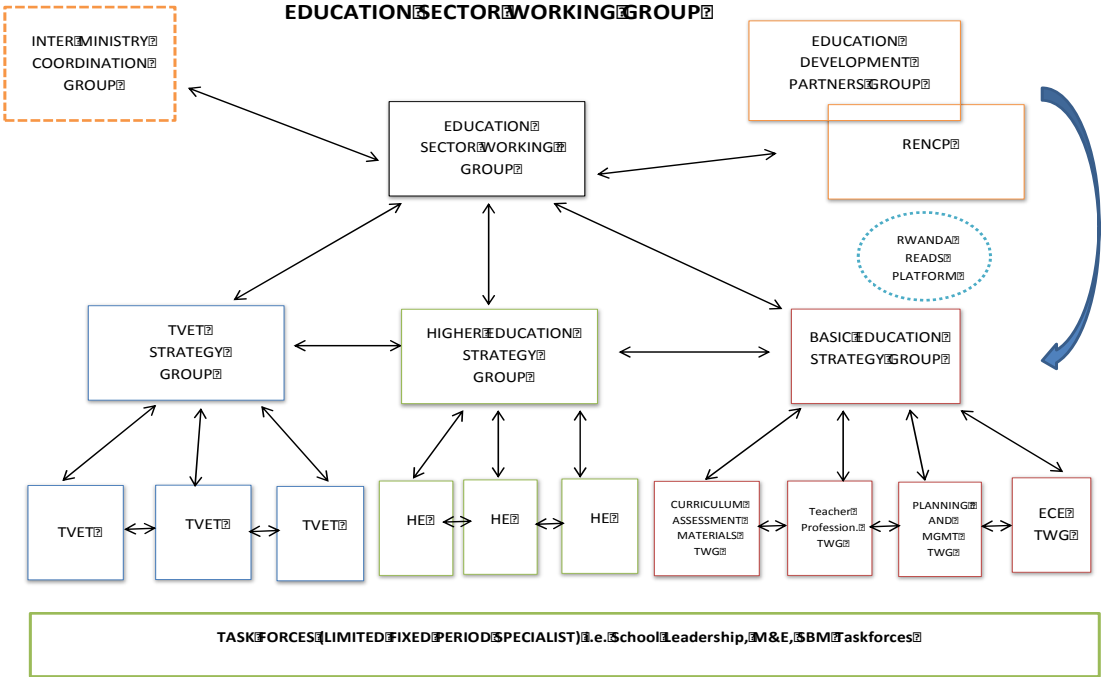 EDUCATION SECTOR WORKING GROUP
INTER MINISTRY
COORDINATION
GROUP
EDUCATION
DEVELOPMENT
PARTNERS GROUP
EDUCATION
SECTOR WORKING
GROUP
RENCP
RWANDA
READS
PLATFORM
TVET
STRATEGY
GROUP
HIGHER EDUCATION
STRATEGY
GROUP
BASIC EDUCATION
STRATEGY GROUP
TVET
TVET
TVET
HE
HE
HE
CURRICULUM
ASSESSMENT
MATERIALS
TWG
Teacher
Profession.
TWG
PLANNING
AND
MGMT
TWG
ECE
TWG
TASK FORCES (LIMITED FIXED PERIOD SPECIALIST) i.e. School Leadership, M&E, SBM Taskforces